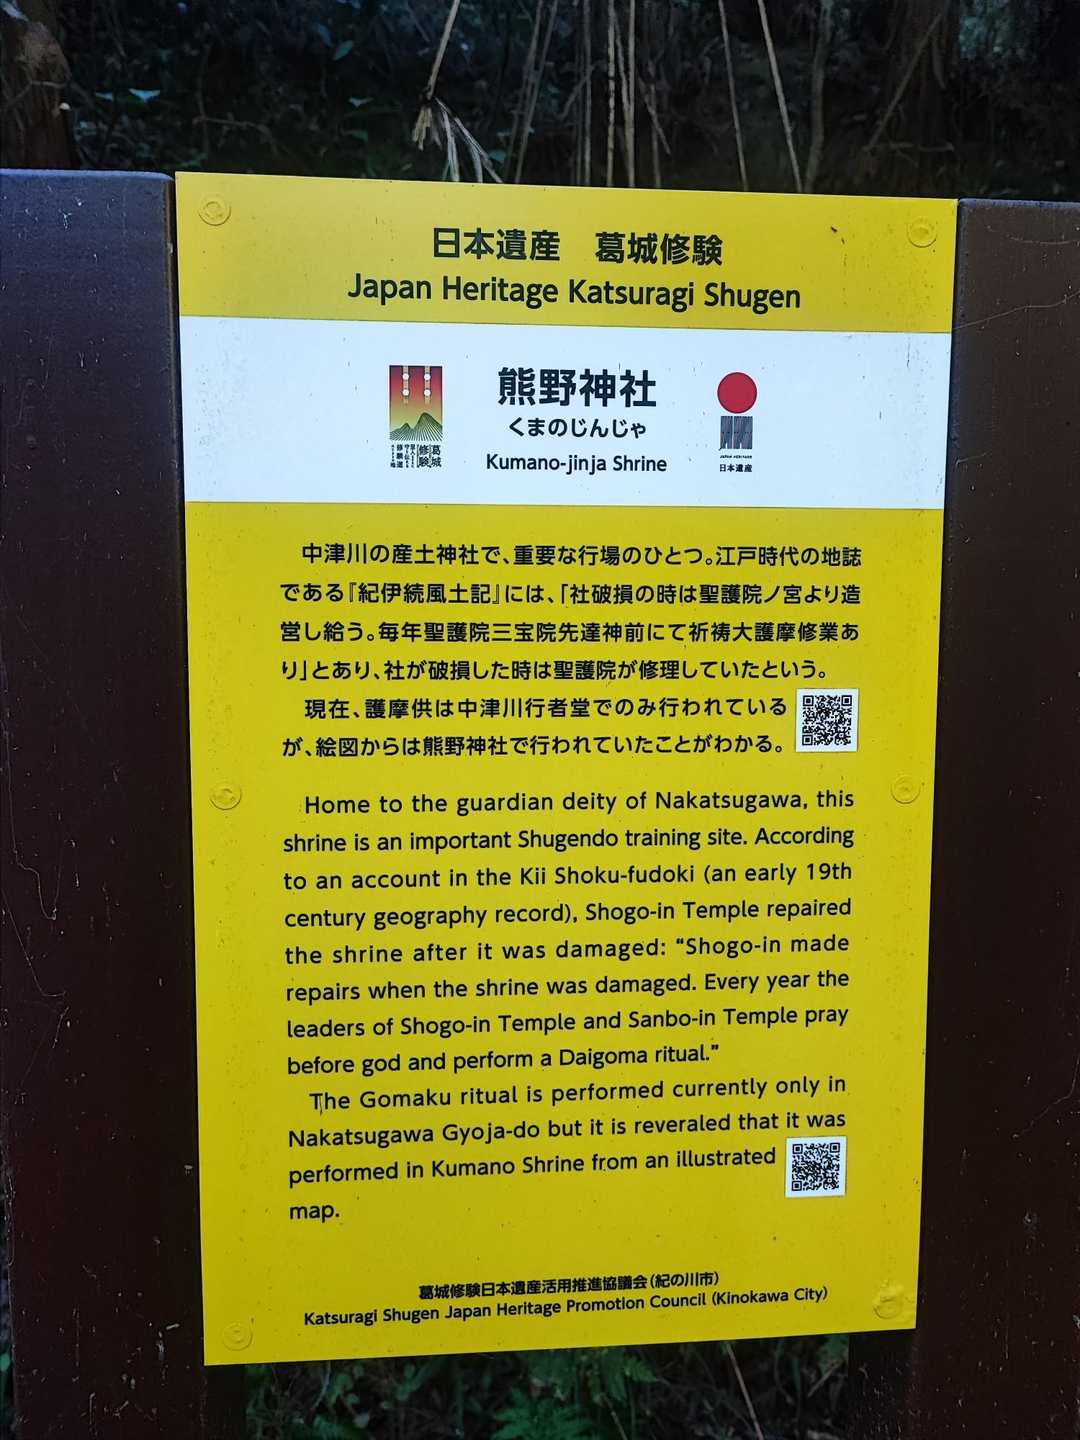 日本遺産 葛城修験
Japan Heritage Katsuragi Shugen
熊野神社
くまのじんじゃ
Kumano-jinja Shrine
葛城
修験
JAPAN HERITAGE
日本遺産
中津川の産土神社で、重要な行場のひとつ。江戸時代の地誌
である『紀伊続風土記』には、「社破損の時は聖護院ノ宮より造
営し給う。毎年聖護院三宝院先達神前にて祈祷大護摩修業あ
り」とあり、社が破損した時は聖護院が修理していたという。
現在、護摩供は中津川行者堂でのみ行われている
が、絵図からは熊野神社で行われていたことがわかる。
Home to the guardian deity of Nakatsugawa, this
shrine is an important Shugendo training site. According
to an account in the Kii Shoku-fudoki (an early 19th
century geography record), Shogo-in Temple repaired
the shrine after it was damaged: “Shogo-in made
repairs when the shrine was damaged. Every year the
leaders of Shogo-in Temple and Sanbo-in Temple pray
before god and perform a Daigoma ritual.”
The Gomaku ritual is performed currently only in
Nakatsugawa Gyoja-do but it is reveraled that it was
performed in Kumano Shrine from an illustrated
map.
葛城修験日本遺産活用推進協議会（紀の川市）
Katsuragi Shugen Japan Heritage Promotion Council (Kinokawa City)